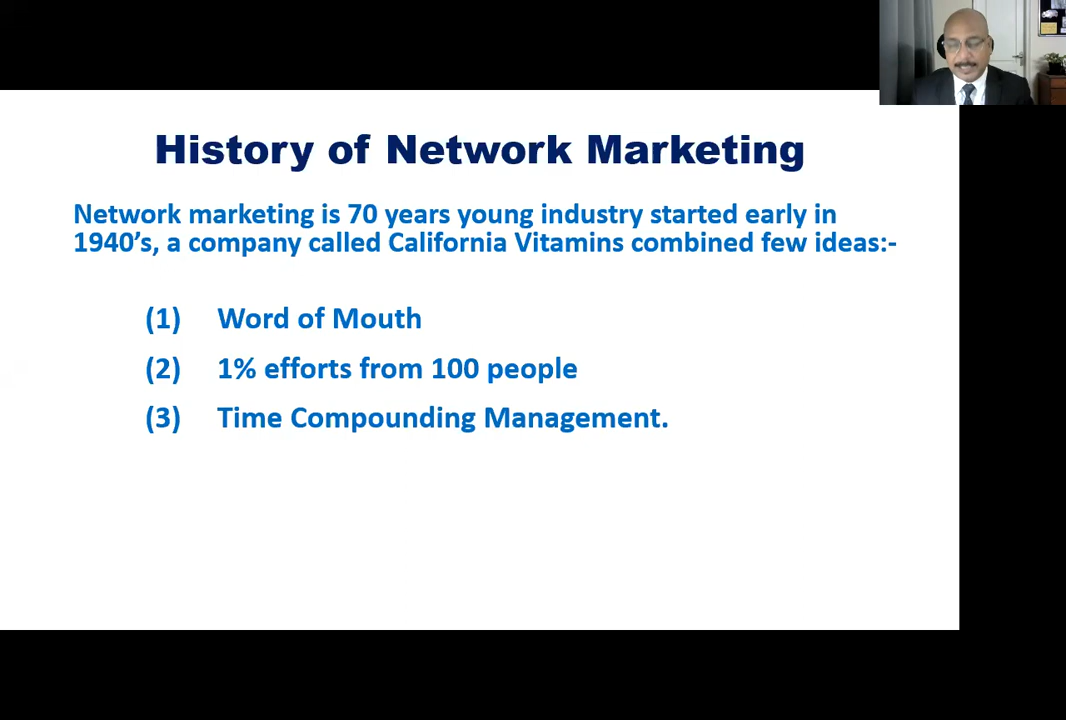 History of Network Marketing
Network marketing is 70 years young industry started early in
1940’s, a company called California Vitamins combined few ideas:-
(1) Word of Mouth
(2) 1% efforts from 100 people
(3) Time Compounding Management.